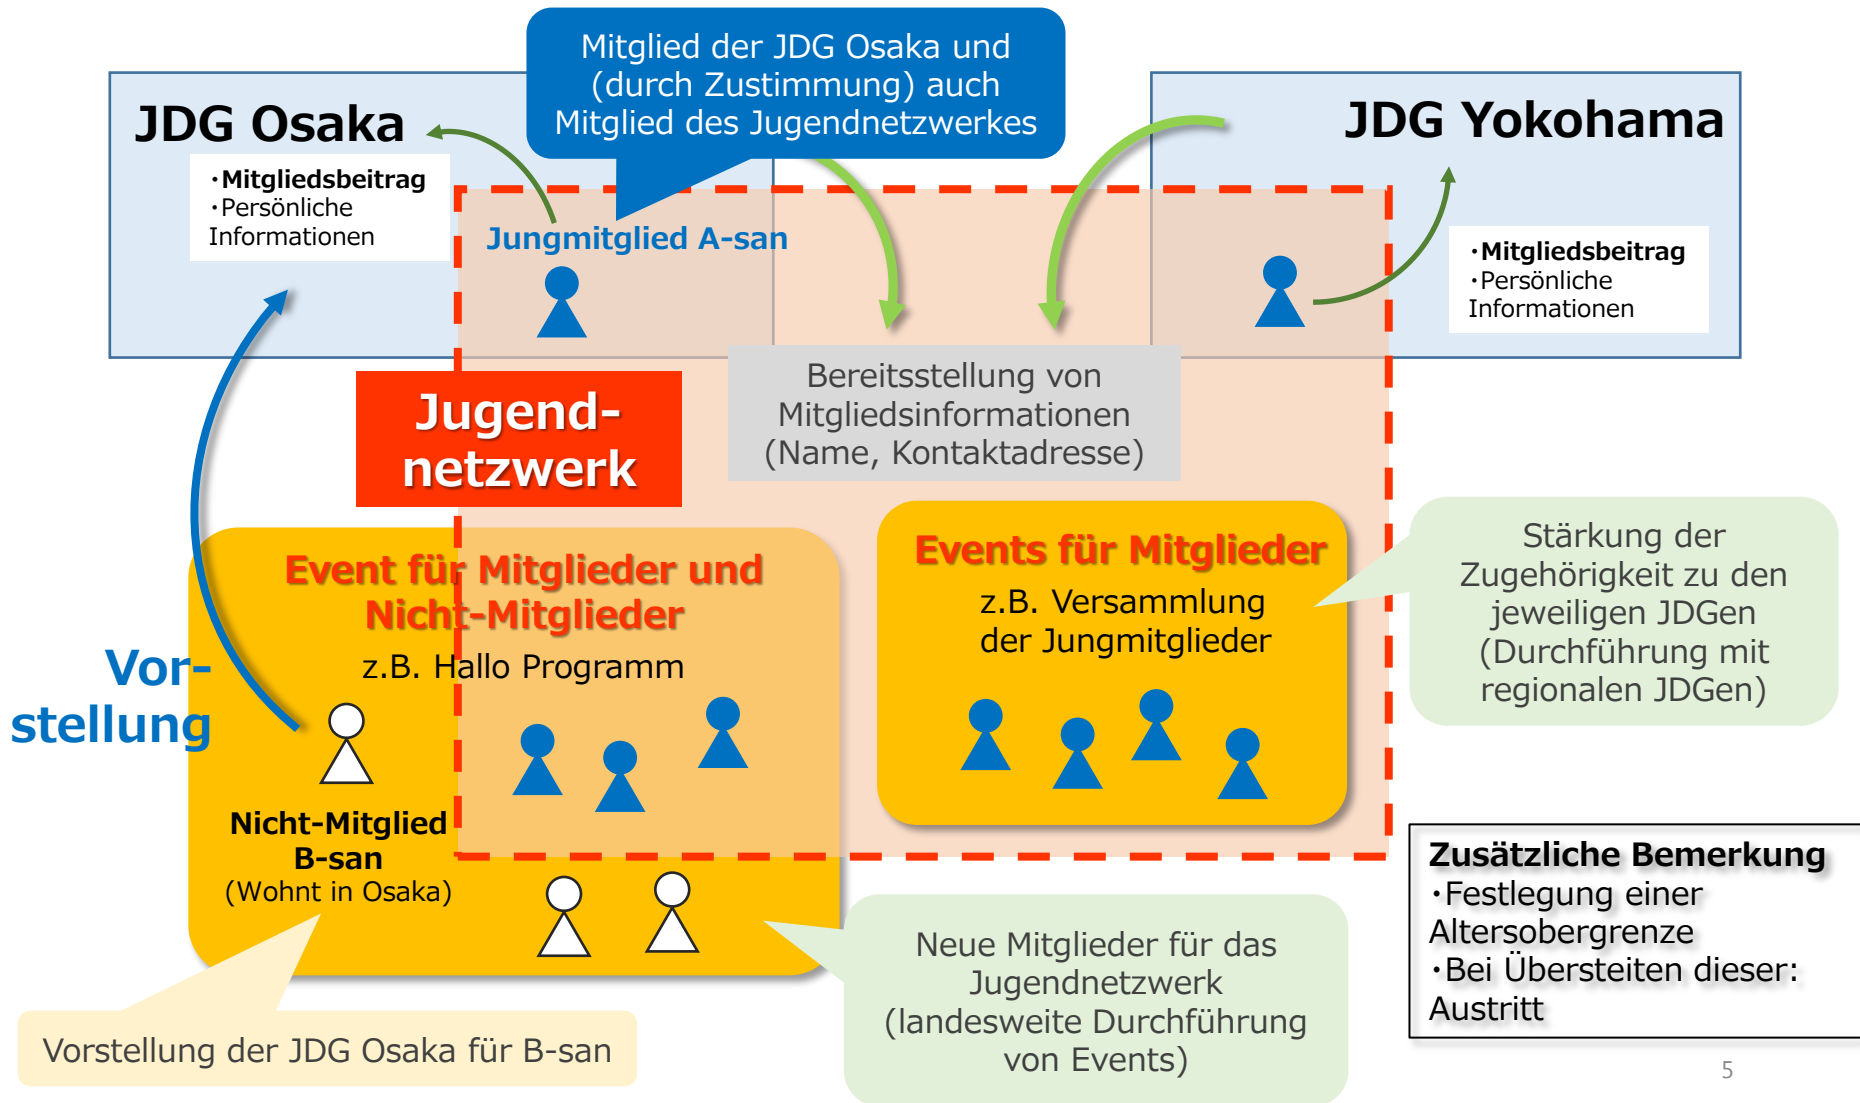 Mitglied der JDG Osaka und
(durch Zustimmung) auch
Mitglied des Jugendnetzwerkes
JDG Osaka
・Mitgliedsbeitrag
・Persönliche
Informationen
Jungmitglied A-san
JDG Yokohama
・Mitgliedsbeitrag
・Persönliche
Informationen
Bereitsstellung von
Mitgliedsinformationen
(Name, Kontaktadresse)
Jugend-
netzwerk
Event für Mitglieder und
Nicht-Mitglieder
z.B. Hallo Programm
Events für Mitglieder
z.B. Versammlung
der Jungmitglieder
Stärkung der
Zugehörigkeit zu den
jeweiligen JDGen
(Durchführung mit
regionalen JDGen)
Vor-
stellung
Nicht-Mitglied
B-san
(Wohnt in Osaka)
Vorstellung der JDG Osaka für B-san
Neue Mitglieder für das
Jugendnetzwerk
(landesweite Durchführung
von Events)
Zusätzliche Bemerkung
・Festlegung einer
Altersobergrenze
・Bei Übersteiten dieser:
Austritt
5